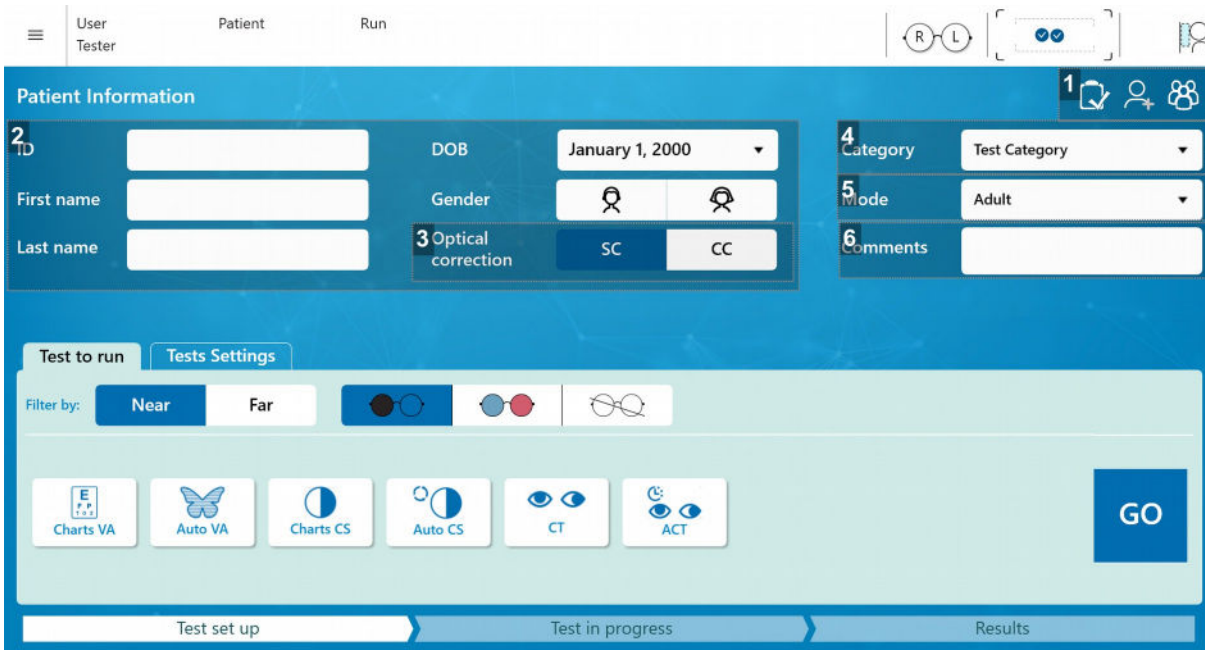 User Patient Run
Tester
R L
Patient Information
1
2
ID
DOB
January 1, 2000
4
Category
Test Category
First name
Gender
5
Mode
Adult
Last name
3
Optical
correction
SC
CC
6
Comments
Test to run
Tests Settings
Filter by:
Near
Far
E
F P
T O Z
Charts VA
Auto VA
Charts CS
Auto CS
CT
ACT
GO
Test set up
Test in progress
Results